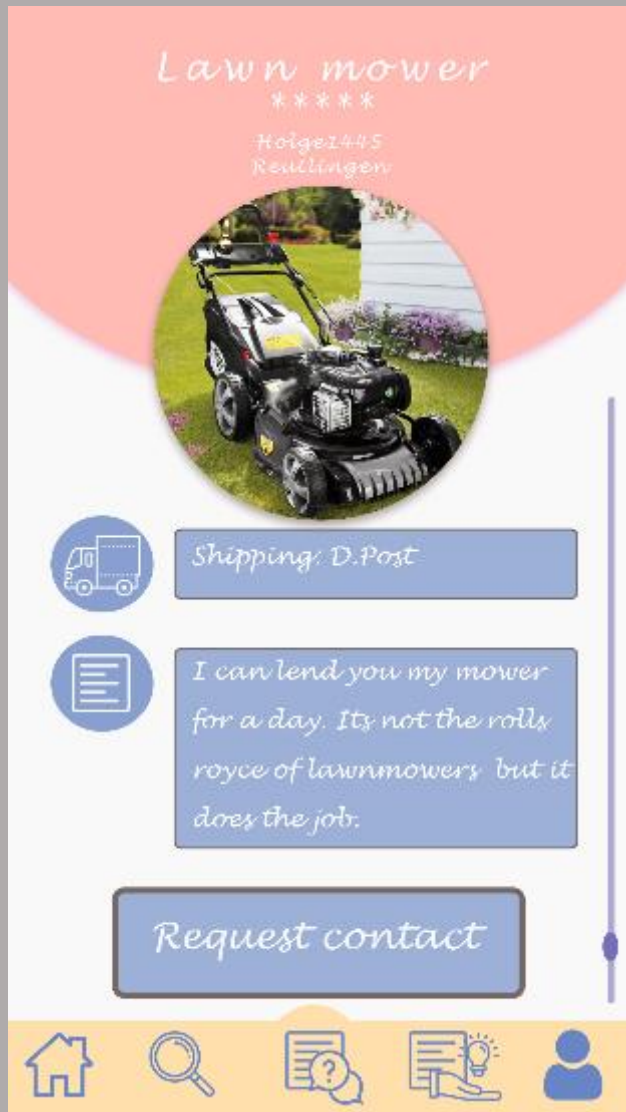 Lawn mower
*****
Holge1445
Reutlingen
Shipping: D.Post
I can lend you my mower
for a day. Its not the rolls
royce of lawnmowers but it
does the job.
Request contact
?